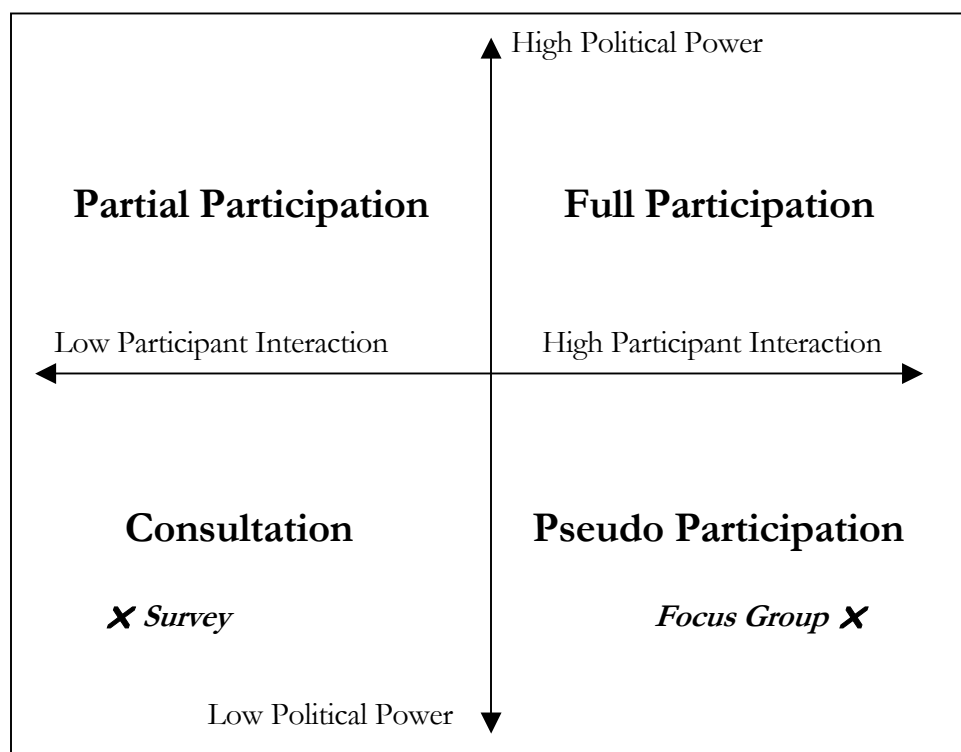 High Political Power
Partial Participation
Full Participation
Low Participant Interaction
High Participant Interaction
Consultation
Pseudo Participation
✗ Survey
Focus Group ✗
Low Political Power